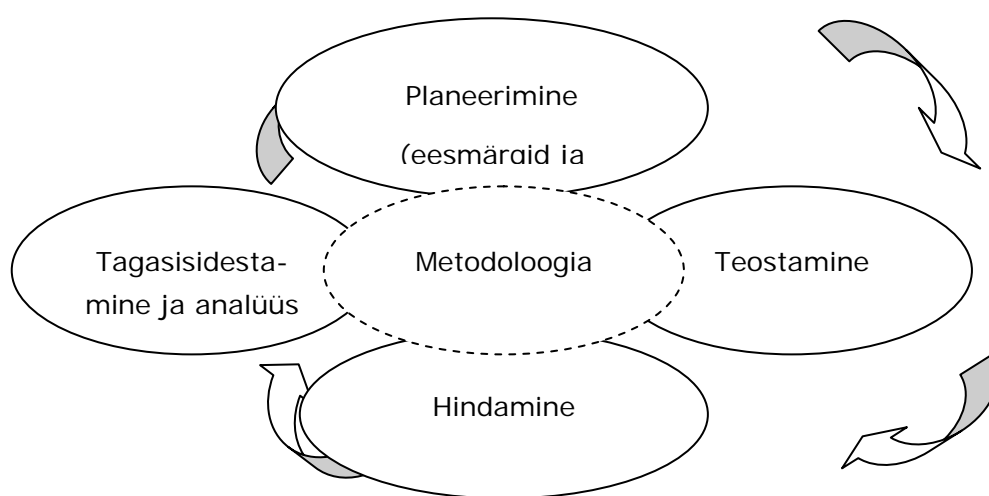 Planeerimine
(eesmärgid ja
Tagasisidesta-
mine ja analüüs
Metodoloogia
Teostamine
Hindamine